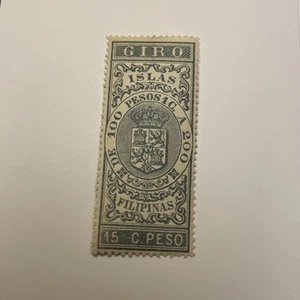 GIRO
ISLAS
DE 100 PESOS 1 C. A 200
FILIPINAS
15 C. PESO